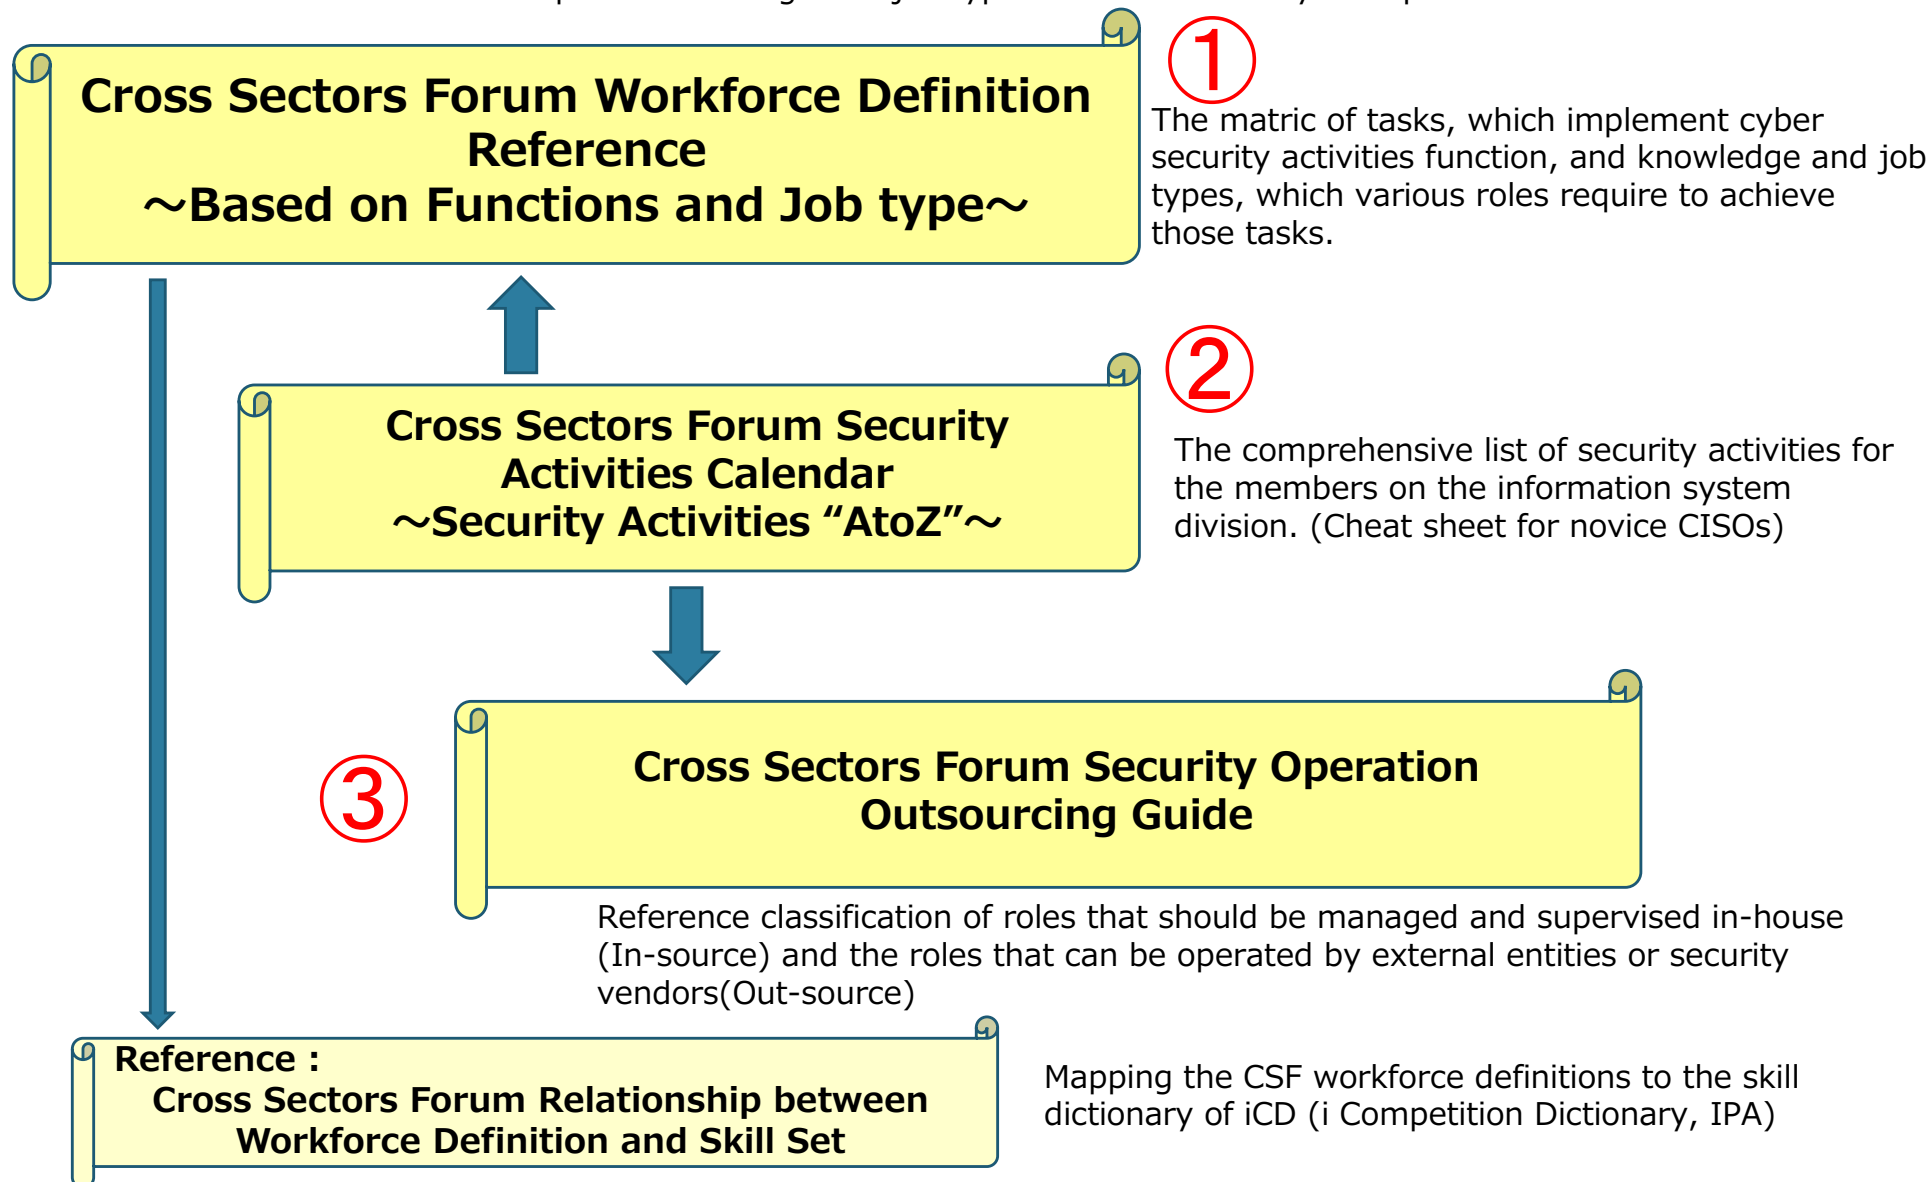 Cross Sectors Forum Workforce Definition
Reference
～Based on Functions and Job type～
①
The matric of tasks, which implement cyber
security activities function, and knowledge and job
types, which various roles require to achieve
those tasks.
②
Cross Sectors Forum Security
Activities Calendar
～Security Activities “AtoZ”～
The comprehensive list of security activities for
the members on the information system
division. (Cheat sheet for novice CISOs)
③
Cross Sectors Forum Security Operation
Outsourcing Guide
Reference classification of roles that should be managed and supervised in-house
(In-source) and the roles that can be operated by external entities or security
vendors(Out-source)
Reference :
Cross Sectors Forum Relationship between
Workforce Definition and Skill Set
Mapping the CSF workforce definitions to the skill
dictionary of iCD (i Competition Dictionary, IPA)